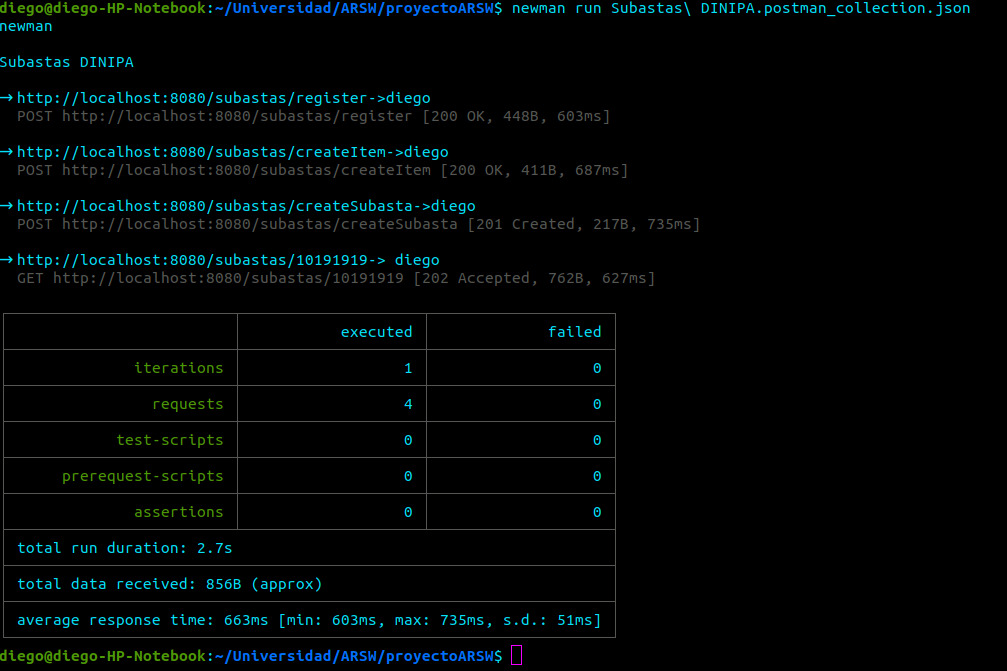 diego@diego-HP-Notebook:~/Universidad/ARSW/proyectoARSW$ newman run Subastas\ DINIPA.postman_collection.json
newman
Subastas DINIPA
→ http://localhost:8080/subastas/register->diego
POST http://localhost:8080/subastas/register [200 OK, 448B, 603ms]
→ http://localhost:8080/subastas/createItem->diego
POST http://localhost:8080/subastas/createItem [200 OK, 411B, 687ms]
→ http://localhost:8080/subastas/createSubasta->diego
POST http://localhost:8080/subastas/createSubasta [201 Created, 217B, 735ms]
→ http://localhost:8080/subastas/10191919-> diego
GET http://localhost:8080/subastas/10191919 [202 Accepted, 762B, 627ms]
executed failed
iterations 1 0
requests 4 0
test-scripts 0 0
prerequest-scripts 0 0
assertions 0 0
total run duration: 2.7s
total data received: 856B (approx)
average response time: 663ms [min: 603ms, max: 735ms, s.d.: 51ms]
diego@diego-HP-Notebook:~/Universidad/ARSW/proyectoARSW$